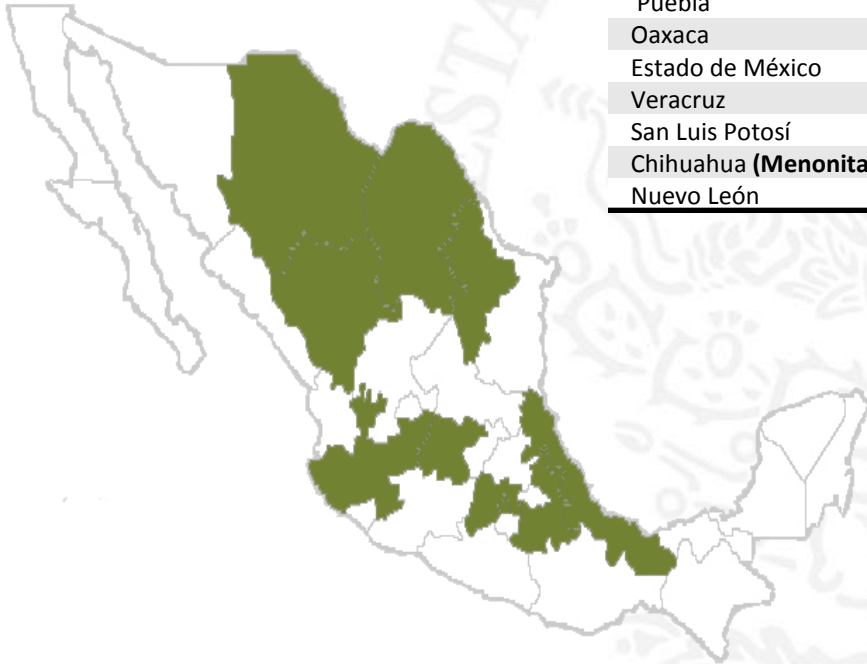 Puebla
Oaxaca
Estado de México
Veracruz
San Luis Potosí
Chihuahua (Menonita
Nuevo León